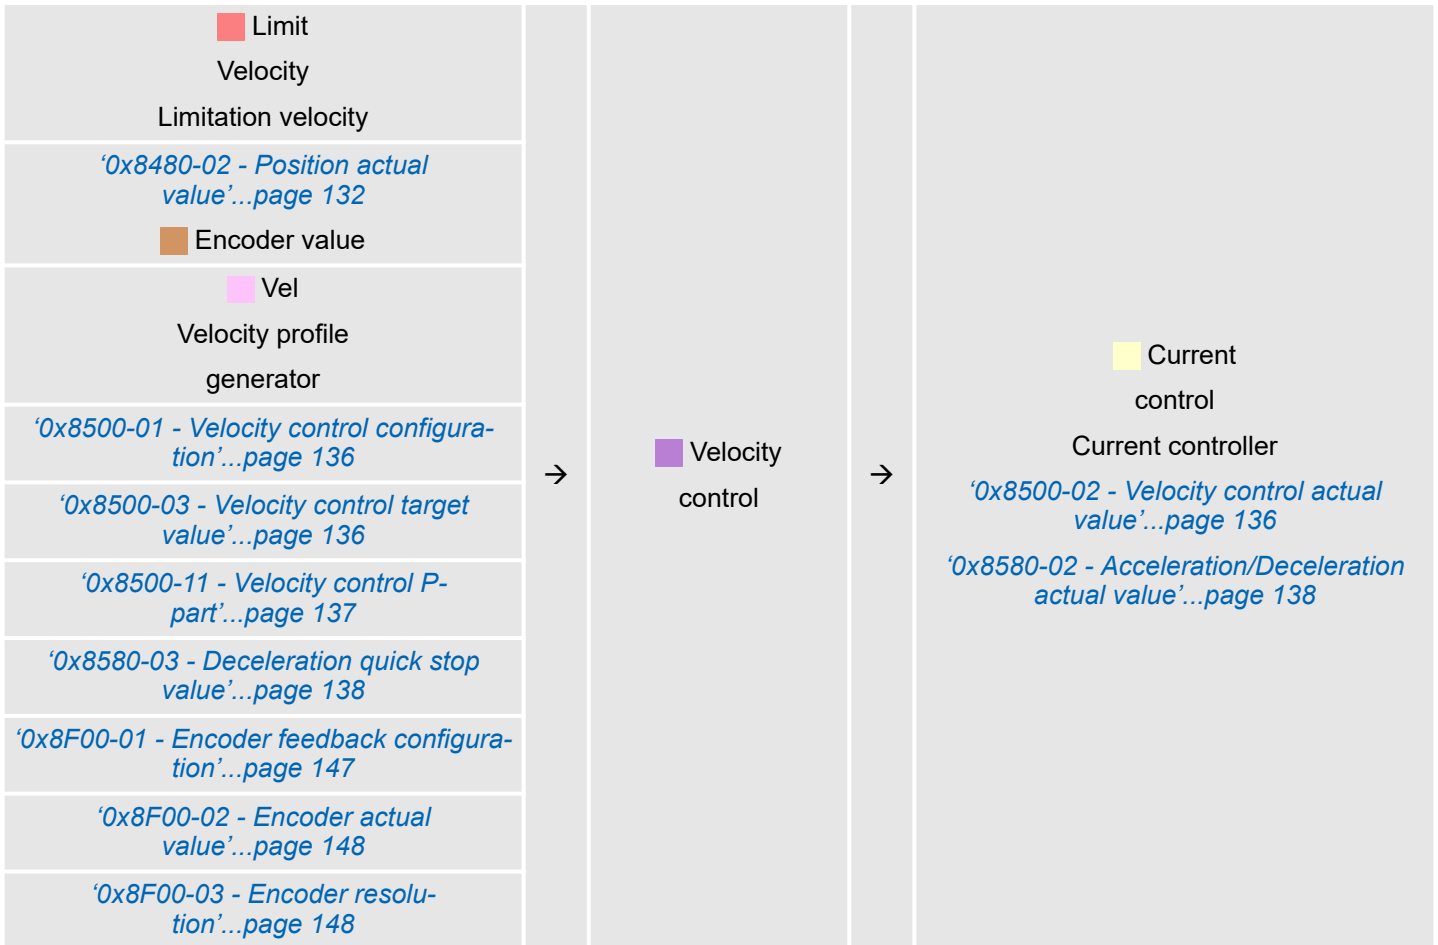 Limit
Velocity
Limitation velocity
‘0x8480-02 - Position actual
value’...page 132
Encoder value
Vel
Velocity profile
generator
‘0x8500-01 - Velocity control configura-
tion’...page 136
‘0x8500-03 - Velocity control target
value’...page 136
‘0x8500-11 - Velocity control P-
part’...page 137
‘0x8580-03 - Deceleration quick stop
value’...page 138
‘0x8F00-01 - Encoder feedback configura-
tion’...page 147
‘0x8F00-02 - Encoder actual
value’...page 148
‘0x8F00-03 - Encoder resolu-
tion’...page 148
→
Velocity
control
→
Current
control
Current controller
‘0x8500-02 - Velocity control actual
value’...page 136
‘0x8580-02 - Acceleration/Deceleration
actual value’...page 138